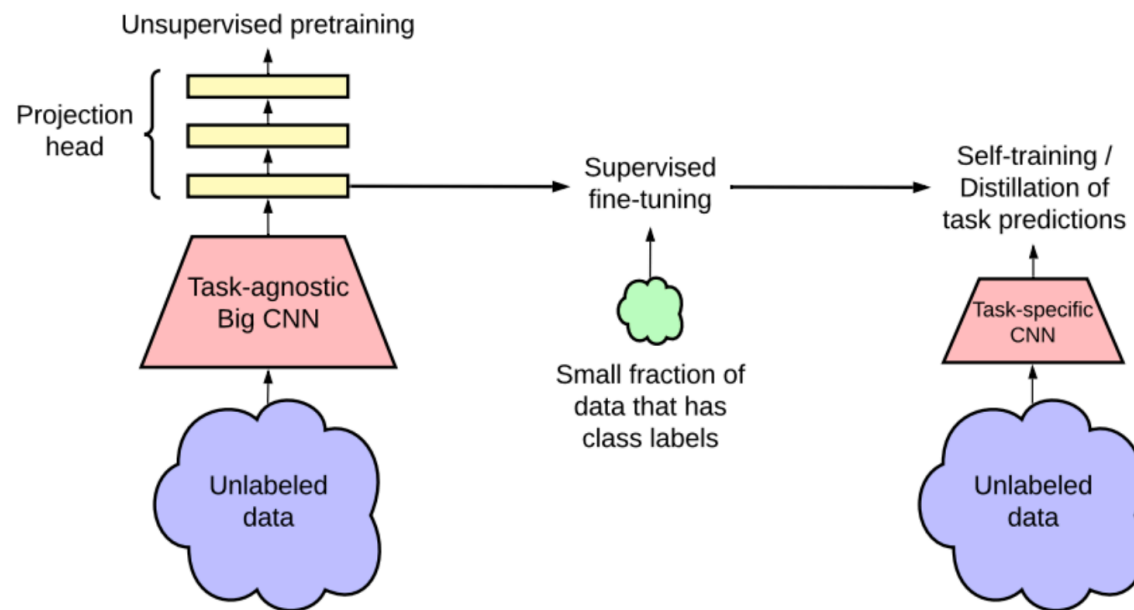 Unsupervised pretraining
Projection
head
Task-agnostic
Big CNN
Unlabeled
data
Supervised
fine-tuning
Small fraction of
data that has
class labels
Self-training /
Distillation of
task predictions
Task-specific
CNN
Unlabeled
data